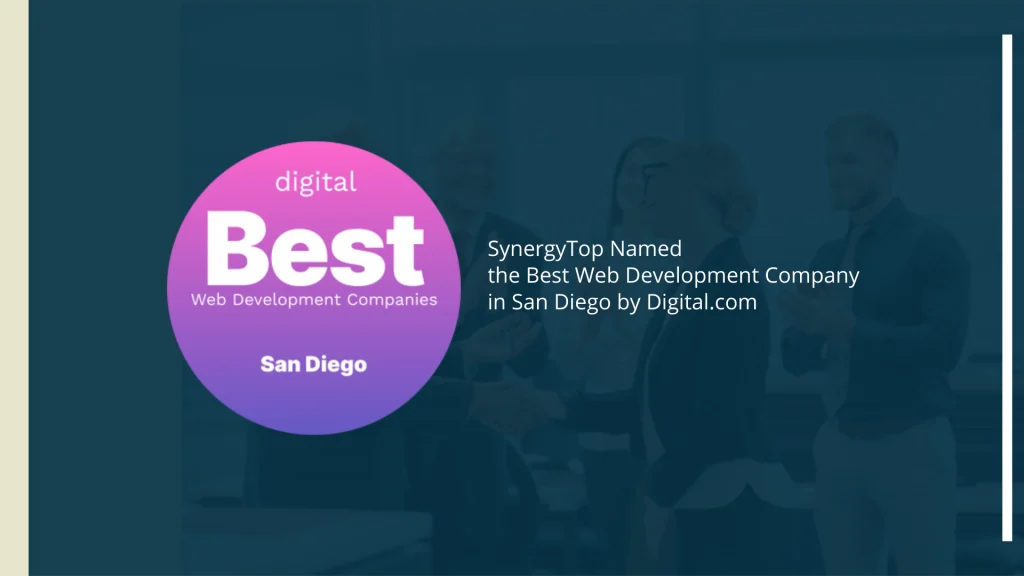 digital
Best
Web Development Companies
San Diego
SynergyTop Named
the Best Web Development Company
in San Diego by Digital.com